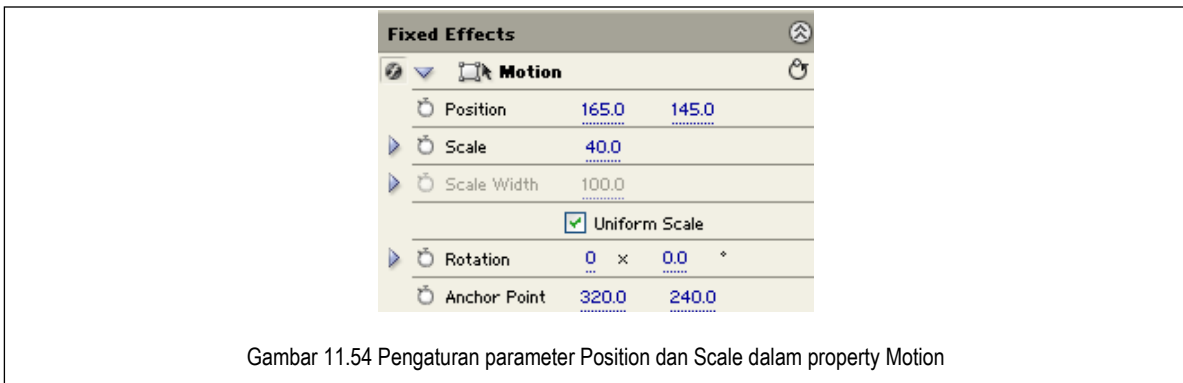 Fixed Effects
Motion
Position 165.0 145.0
Scale 40.0
Scale Width 100.0
Uniform Scale
Rotation 0 x 0.0 °
Anchor Point 320.0 240.0
Gambar 11.54 Pengaturan parameter Position dan Scale dalam property Motion